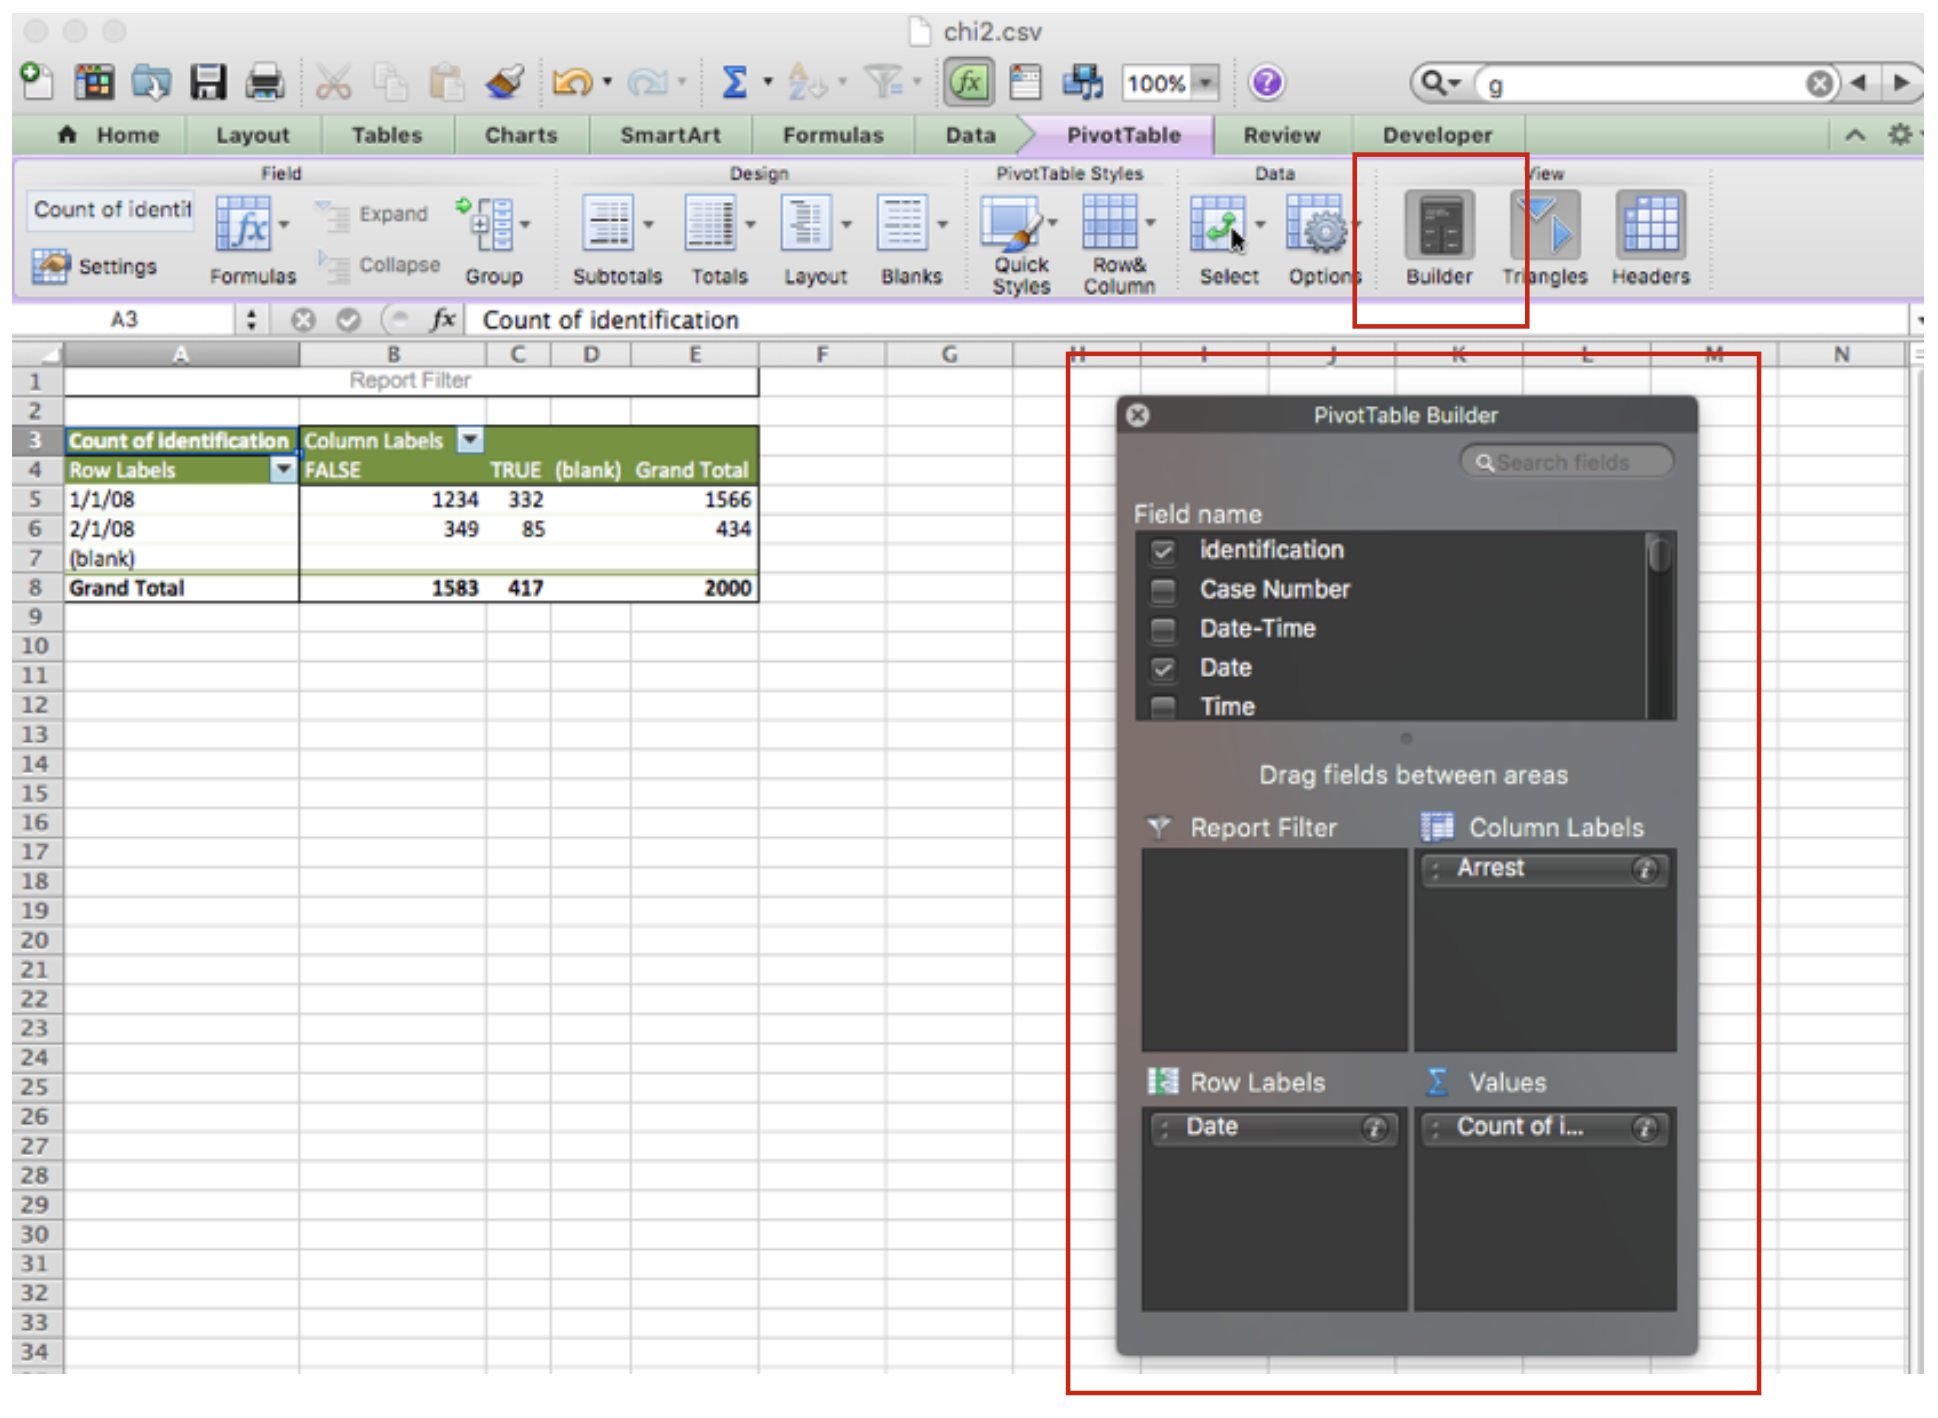 chi2.csv
100% ? g
Home Layout Tables Charts SmartArt Formulas Data PivotTable Review Developer
Field Design PivotTable Styles Data View
Count of identif fx Expand
Settings Formulas Collapse Group Subtotals Totals Layout Blanks Quick Styles Row& Column Select Options Builder Triangles Headers
A3 fx Count of identification
A B C D E F G H I J K L M N
1 Report Filter
2
3 Count of identification Column Labels
4 Row Labels FALSE TRUE (blank) Grand Total
5 1/1/08 1234 332 1566
6 2/1/08 349 85 434
7 (blank)
8 Grand Total 1583 417 2000
9
10
11
12
13
14
15
16
17
18
19
20
21
22
23
24
25
26
27
28
29
30
31
32
33
34
PivotTable Builder
Search fields
Field name
identification
Case Number
Date-Time
Date
Time
Drag fields between areas
Report Filter Column Labels
Arrest
Row Labels Values
Date Count of i...